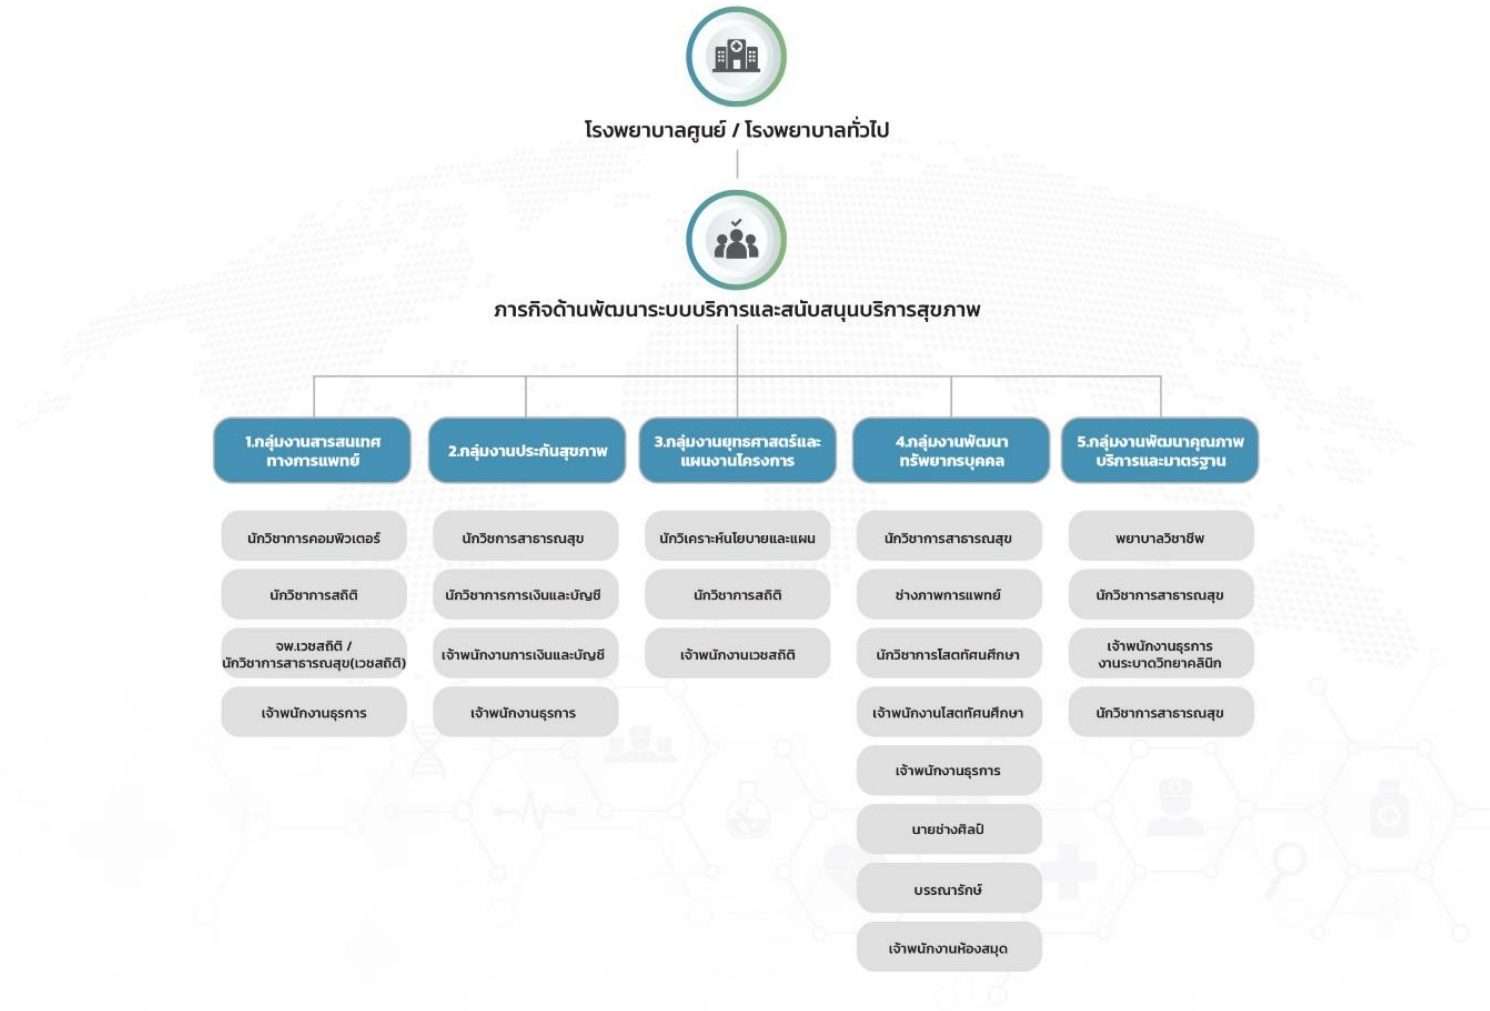 โรงพยาบาลศูนย์ / โรงพยาบาลทั่วไป
ภารกิจด้านพัฒนาระบบบริการและสนับสนุนบริการสุขภาพ
1.กลุ่มงานสารสนเทศ
ทางการแพทย์
นักวิชาการคอมพิวเตอร์
นักวิชาการสถิติ
จพ.เวชสถิติ /
นักวิชาการสาธารณสุข(เวชสถิติ)
เจ้าพนักงานธุรการ
2.กลุ่มงานประกันสุขภาพ
นักวิชการสาธารณสุข
นักวิชาการการเงินและบัญชี
เจ้าพนักงานการเงินและบัญชี
เจ้าพนักงานธุรการ
3.กลุ่มงานยุทธศาสตร์และ
แผนงานโครงการ
นักวิเคราะห์นโยบายและแผน
นักวิชาการสถิติ
เจ้าพนักงานเวชสถิติ
4.กลุ่มงานพัฒนา
ทรัพยากรบุคคล
นักวิชาการสาธารณสุข
ช่างภาพการแพทย์
นักวิชาการโสตทัศนศึกษา
เจ้าพนักงานโสตทัศนศึกษา
เจ้าพนักงานธุรการ
นายช่างศิลป์
บรรณารักษ์
เจ้าพนักงานห้องสมุด
5.กลุ่มงานพัฒนาคุณภาพ
บริการและมาตรฐาน
พยาบาลวิชาชีพ
นักวิชาการสาธารณสุข
เจ้าพนักงานธุรการ
งานระบาดวิทยาคลินิก
นักวิชาการสาธารณสุข